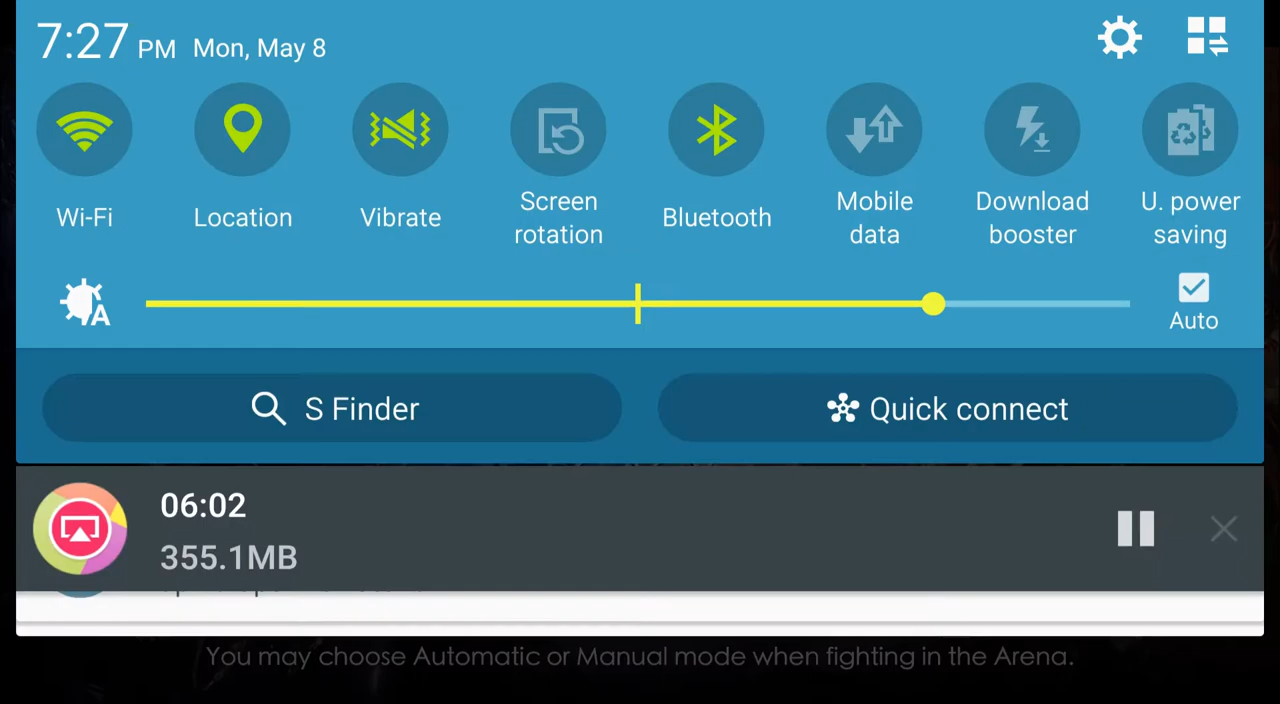 7:27 PM Mon, May 8
Wi-Fi
Location
Vibrate
Screen
rotation
Bluetooth
Mobile
data
Download
booster
U. power
saving
A
Auto
S Finder
Quick connect
06:02
355.1MB
You may choose Automatic or Manual mode when fighting in the Arena.